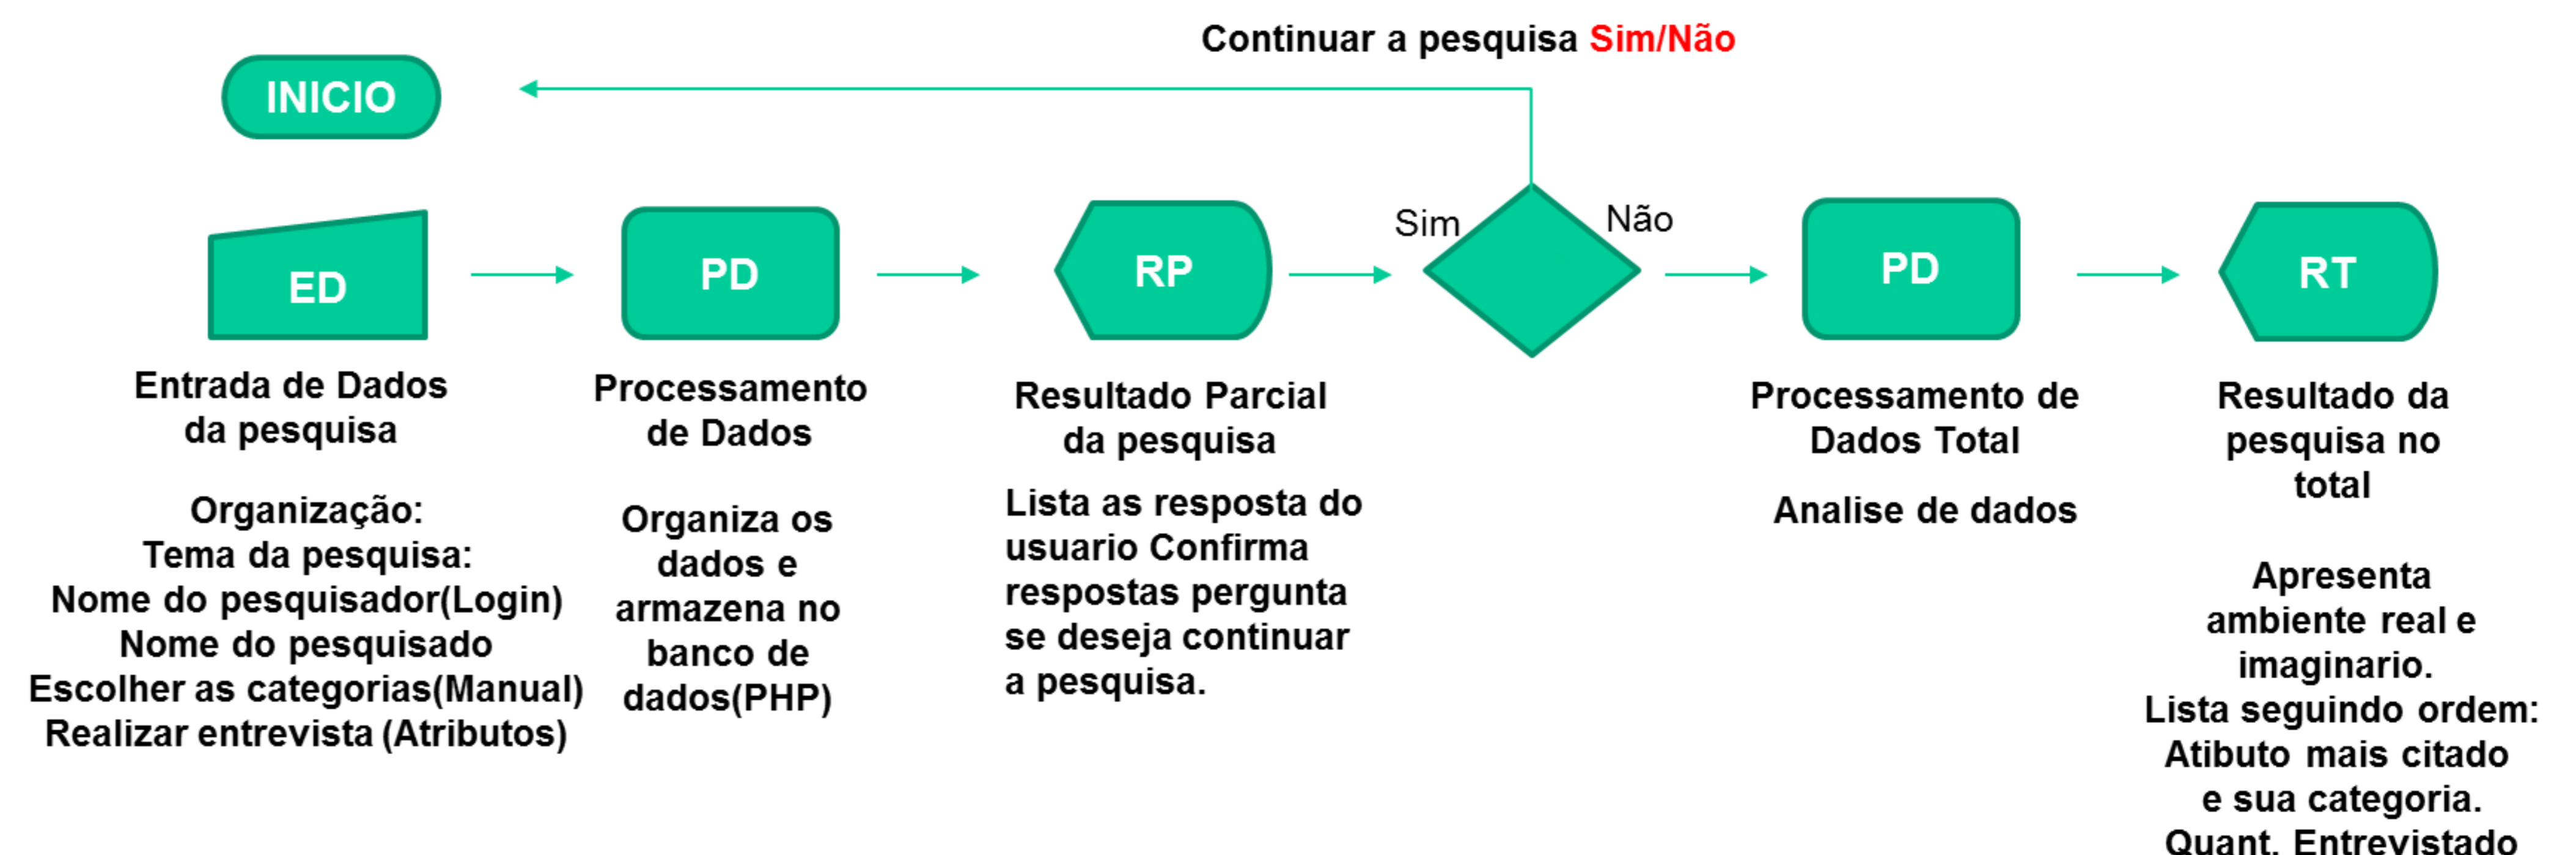 Continuar a pesquisa Sim/Não
INICIO
Sim
Não
ED
PD
RP
PD
RT
Entrada de Dados
da pesquisa
Organização:
Tema da pesquisa:
Nome do pesquisador(Login)
Nome do pesquisado
Escolher as categorias(Manual)
Realizar entrevista (Atributos)
Processamento
de Dados
Organiza os
dados e
armazena no
banco de
dados(PHP)
Resultado Parcial
da pesquisa
Lista as resposta do
usuario Confirma
respostas pergunta
se deseja continuar
a pesquisa.
Processamento de
Dados Total
Analise de dados
Resultado da
pesquisa no
total
Apresenta
ambiente real e
imaginario.
Lista seguindo ordem:
Atibuto mais citado
e sua categoria.
Quant. Entrevistado